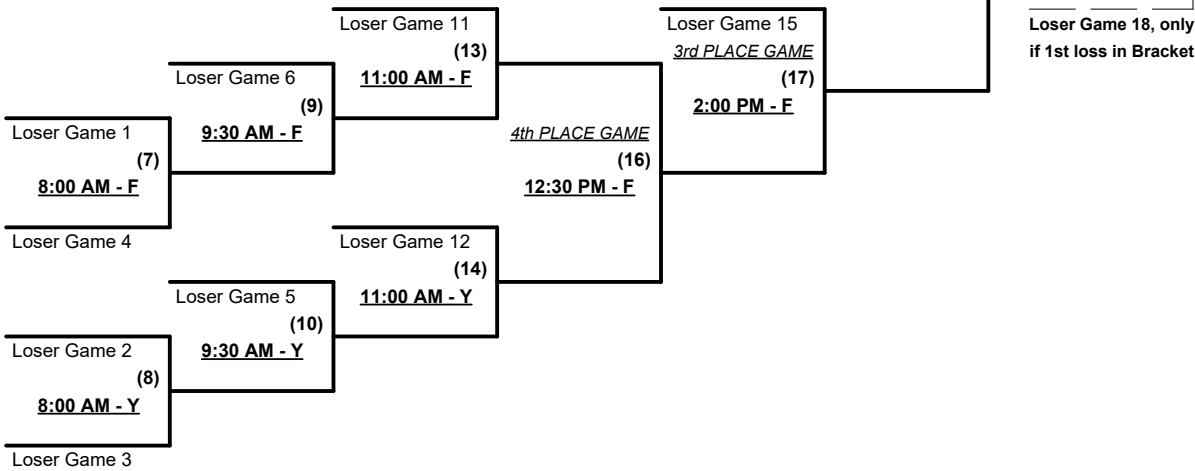 Loser Game 11
(13)
11:00 AM - F
Loser Game 15
3rd PLACE GAME
(17)
2:00 PM - F
Loser Game 18, only
if 1st loss in Bracket
Loser Game 6
(9)
9:30 AM - F
Loser Game 1
(7)
8:00 AM - F
Loser Game 4
4th PLACE GAME
(16)
12:30 PM - F
Loser Game 12
(14)
11:00 AM - Y
Loser Game 5
(10)
9:30 AM - Y
Loser Game 2
(8)
8:00 AM - Y
Loser Game 3